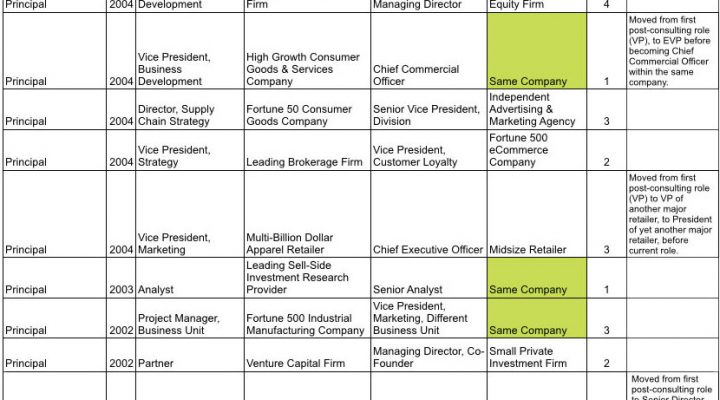 Principal 2004 Development Firm Managing Director Equity Firm 4
Moved from first
post-consulting role
(VP), to EVP before
becoming Chief
Commercial Officer
within the same
company.
Vice President,
Business
Development
High Growth Consumer
Goods & Services
Company
Chief Commercial
Officer
Principal 2004 Same Company 1
Director, Supply
Chain Strategy
Fortune 50 Consumer
Goods Company
Senior Vice President,
Division
Independent
Advertising &
Marketing Agency
Principal 2004 3
Vice President,
Strategy
Leading Brokerage Firm
Vice President,
Customer Loyalty
Fortune 500
eCommerce
Company
Principal 2004 2
Moved from first
post-consulting role
(VP) to VP of
another major
retailer, to President
of yet another major
retailer, before
current role.
Vice President,
Marketing
Multi-Billion Dollar
Apparel Retailer
Principal 2004 Chief Executive Officer Midsize Retailer 3
Leading Sell-Side
Investment Research
Provider
Principal 2003 Analyst Senior Analyst Same Company 1
Project Manager,
Business Unit
Fortune 500 Industrial
Manufacturing Company
Vice President,
Marketing, Different
Business Unit
Principal 2002 Same Company 3
Managing Director, Co-
Founder
Small Private
Investment Firm
Principal 2002 Partner Venture Capital Firm 2
Moved from first
post-consulting role
to Senior Director